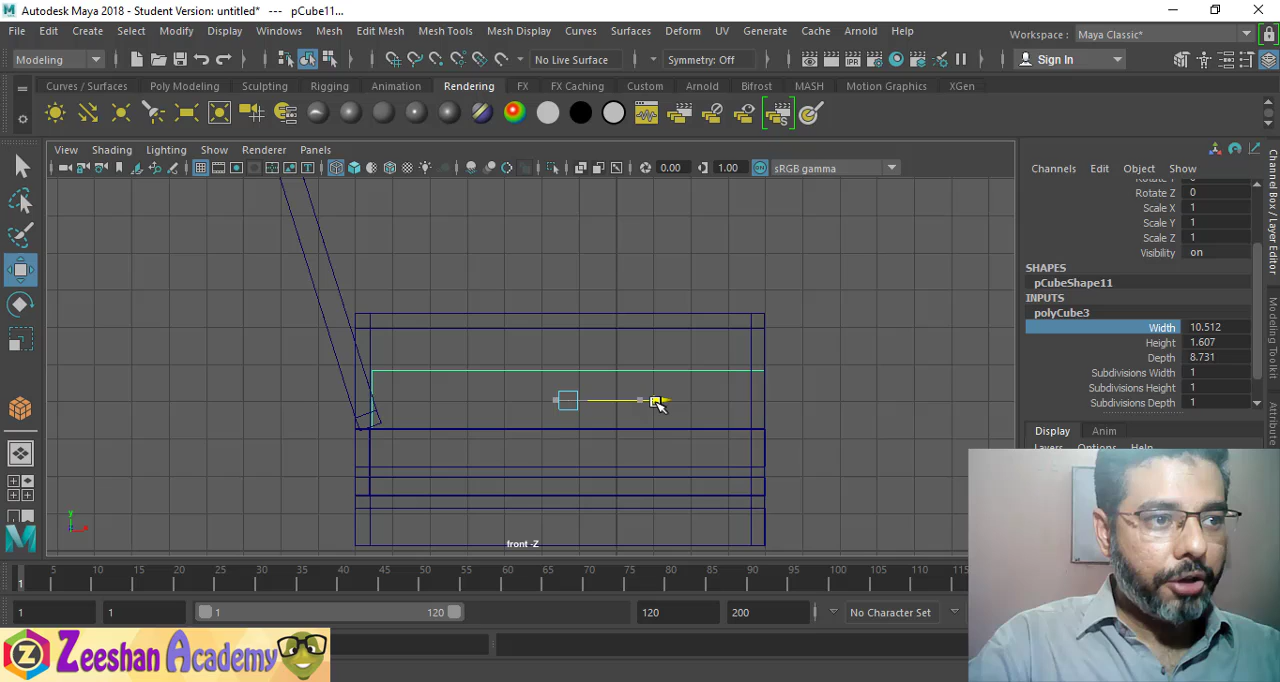 Autodesk Maya 2018 - Student Version: untitled* --- pCube11...
File Edit Create Select Modify Display Windows Mesh Edit Mesh Mesh Tools Mesh Display Curves Surfaces Deform UV Generate Cache Arnold Help
Workspace : Maya Classic*
Modeling No Live Surface Symmetry: Off Sign In
Curves / Surfaces Poly Modeling Sculpting Rigging Animation Rendering FX FX Caching Custom Arnold Bifrost MASH Motion Graphics XGen
View Shading Lighting Show Renderer Panels
0.00 1.00 sRGB gamma
Channels Edit Object Show
Rotate Z 0
Scale X 1
Scale Y 1
Scale Z 1
Visibility on
SHAPES
pCubeShape11
INPUTS
polyCube3
Width 10.512
Height 1.607
Depth 8.731
Subdivisions Width 1
Subdivisions Height 1
Subdivisions Depth 1
Display Anim
Channel Box / Layer Editor
Modeling Toolkit
front -Z
y
1 5 10 15 20 25 30 35 40 45 50 55 60 65 70 75 80 85 90 95 100 105 110
1 1 1 120 120 200 No Character Set
Zeeshan Academy